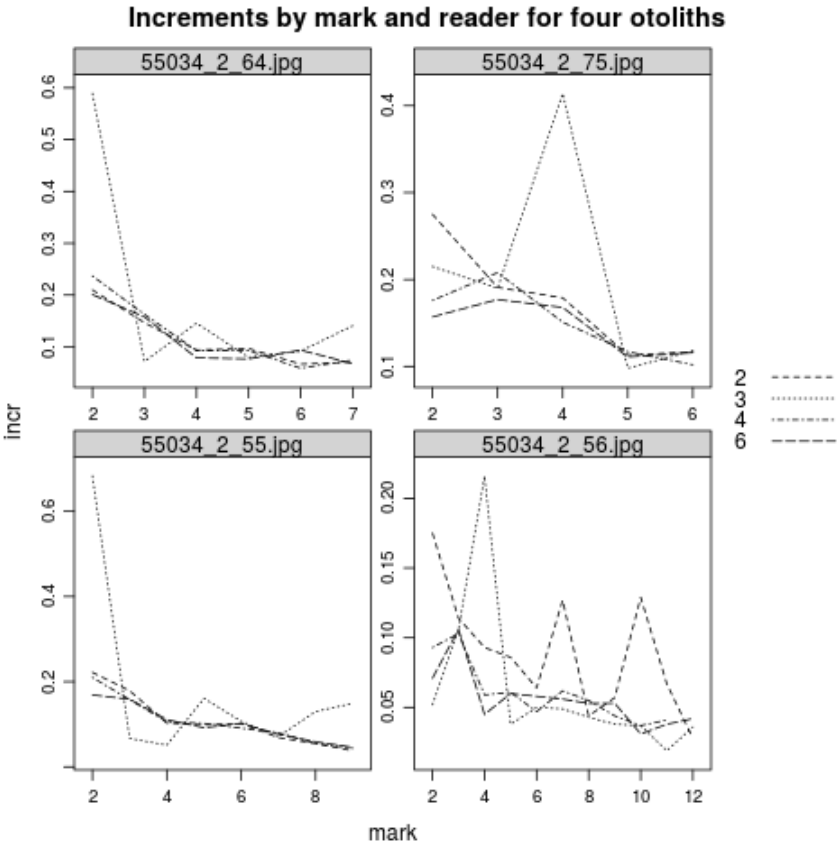 Increments by mark and reader for four otoliths
55034_2_64.jpg
55034_2_75.jpg
0.6
0.5
0.4
0.3
0.2
0.1
0.4
0.3
0.2
0.1
2 3 4 5 6 7
2 3 4 5 6
55034_2_55.jpg
55034_2_56.jpg
0.6
0.4
0.2
0.20
0.15
0.10
0.05
2 4 6 8
2 4 6 8 10 12
incr
mark
2
3
4
6